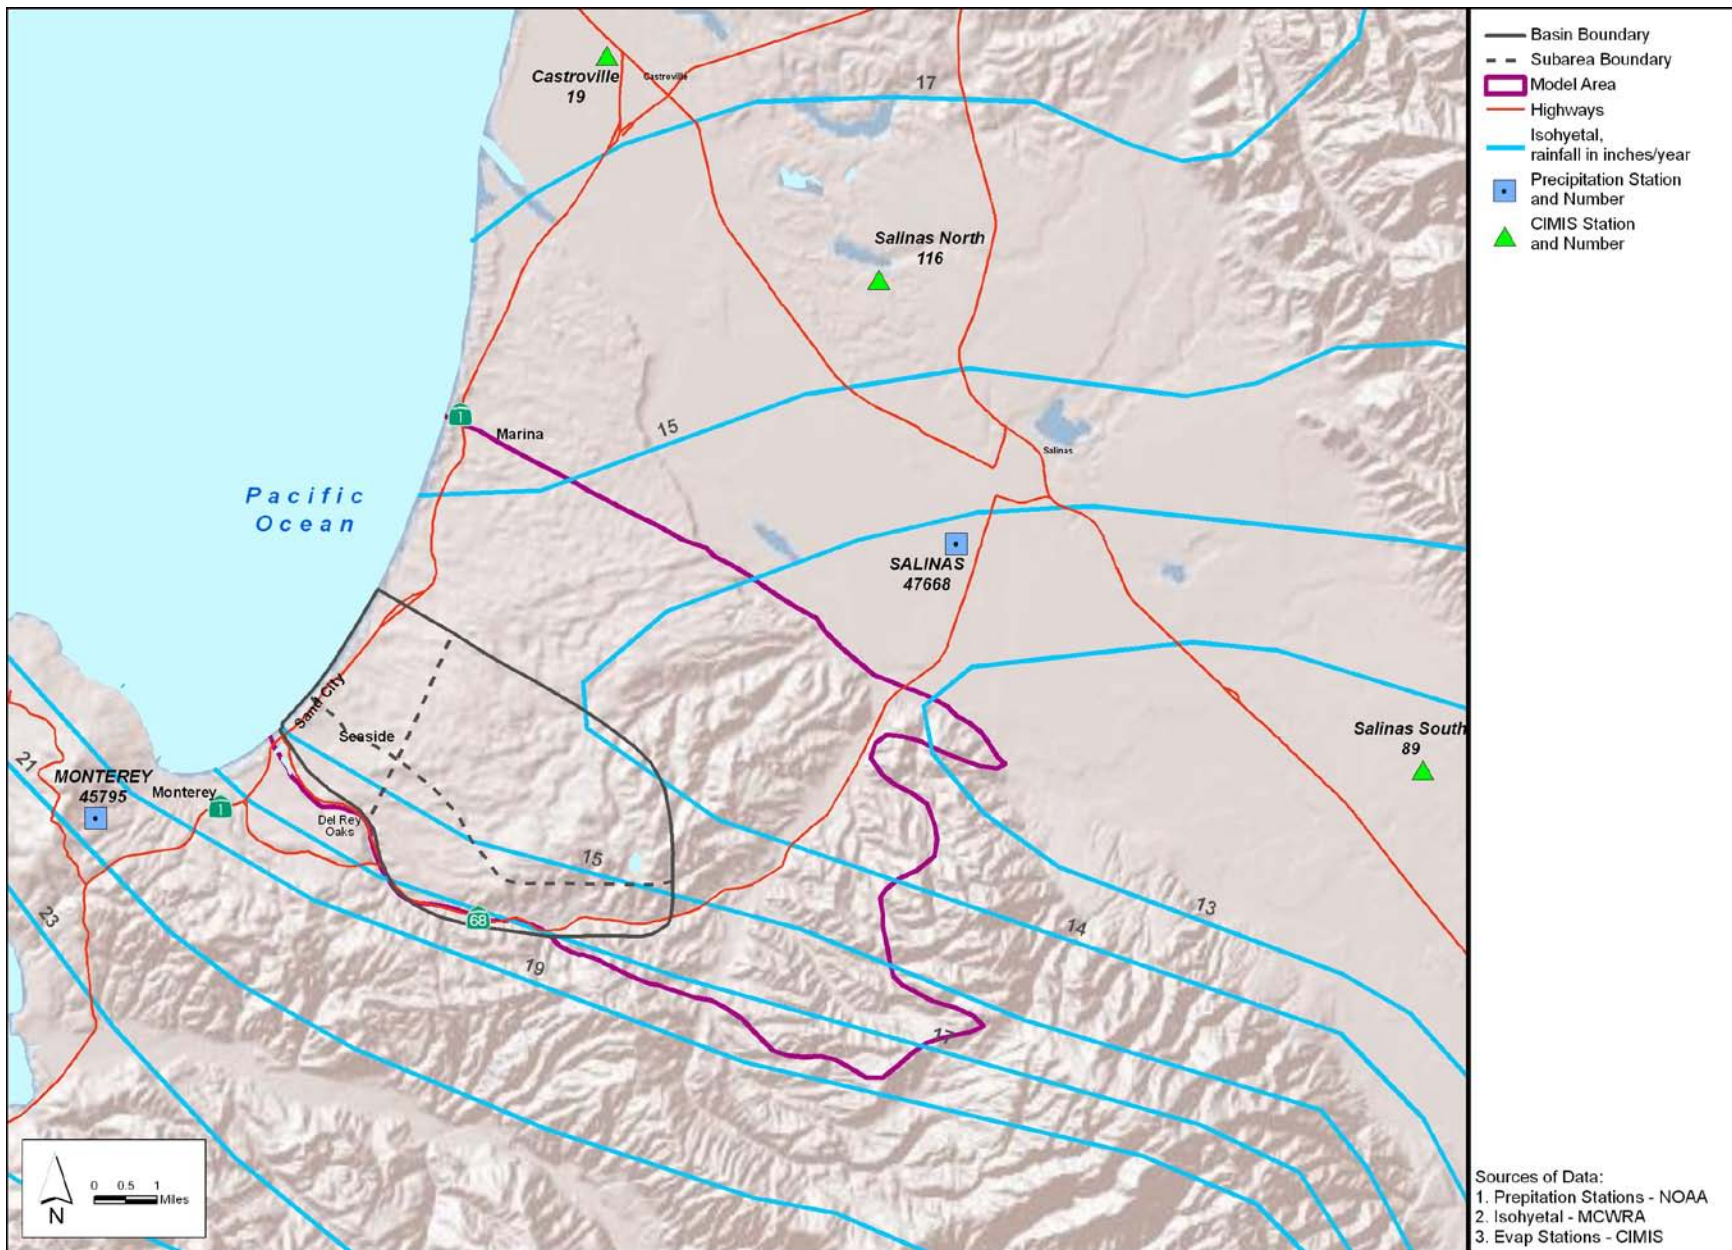 Castroville
19
Castroville
17
Salinas North
116
1
Marina
15
Salinas
Pacific
Ocean
SALINAS
47668
Sand City
Seaside
Salinas South
89
21
MONTEREY
45795
Monterey
1
Del Rey
Oaks
15
23
68
13
14
19
17
0 0.5 1
Miles
N
Basin Boundary
Subarea Boundary
Model Area
Highways
Isohyetal,
rainfall in inches/year
Precipitation Station
and Number
CIMIS Station
and Number
Sources of Data:
1. Prepitation Stations - NOAA
2. Isohyetal - MCWRA
3. Evap Stations - CIMIS